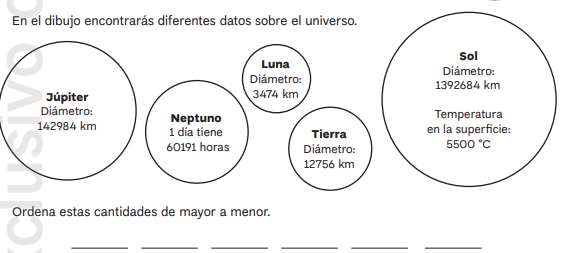 En el dibujo encontrarás diferentes datos sobre el universo.
Júpiter
Diámetro:
142984 km
Neptuno
1 día tiene
60191 horas
Luna
Diámetro:
3474 km
Tierra
Diámetro:
12756 km
Sol
Diámetro:
1392684 km
Temperatura
en la superficie:
5500 °C
Ordena estas cantidades de mayor a menor.
xclusivo